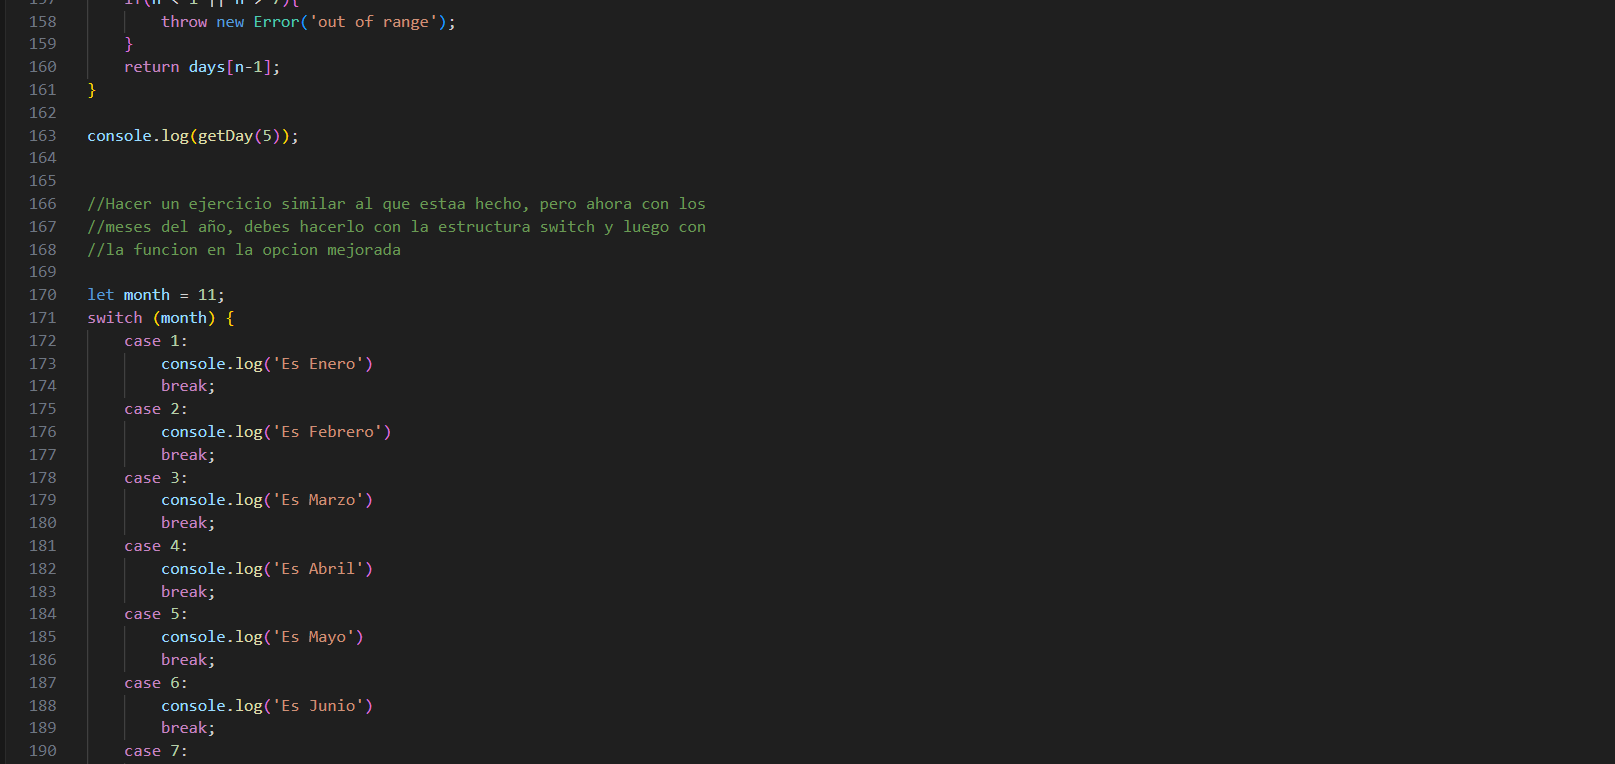 157 if(n < 1 || n > 7){
158 throw new Error('out of range');
159 }
160 return days[n-1];
161 }
162
163 console.log(getDay(5));
164
165
166 //Hacer un ejercicio similar al que estaa hecho, pero ahora con los
167 //meses del año, debes hacerlo con la estructura switch y luego con
168 //la funcion en la opcion mejorada
169
170 let month = 11;
171 switch (month) {
172 case 1:
173 console.log('Es Enero')
174 break;
175 case 2:
176 console.log('Es Febrero')
177 break;
178 case 3:
179 console.log('Es Marzo')
180 break;
181 case 4:
182 console.log('Es Abril')
183 break;
184 case 5:
185 console.log('Es Mayo')
186 break;
187 case 6:
188 console.log('Es Junio')
189 break;
190 case 7: